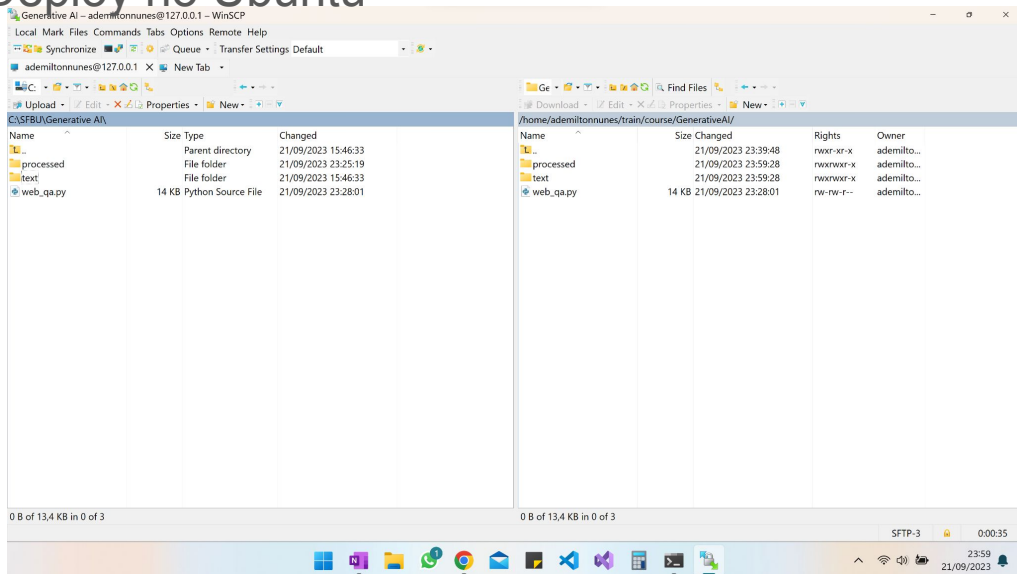 Deploy no Ubuntu
Generative AI – ademiltonnunes@127.0.0.1 – WinSCP
Local Mark Files Commands Tabs Options Remote Help
Synchronize Queue Transfer Settings Default
ademiltonnunes@127.0.0.1 X New Tab
C: Ge Find Files
Upload Edit Properties New Download Edit Properties New
C:\SFBU\Generative AI\ /home/ademiltonnunes/train/course/GenerativeAI/
Name Size Type Changed Name Size Changed Rights Owner
.. Parent directory 21/09/2023 15:46:33 .. 21/09/2023 23:39:48 rwxr-xr-x ademilto...
processed File folder 21/09/2023 23:25:19 processed 21/09/2023 23:59:28 rwxrwxr-x ademilto...
text File folder 21/09/2023 15:46:33 text 21/09/2023 23:59:28 rwxrwxr-x ademilto...
web_qa.py 14 KB Python Source File 21/09/2023 23:28:01 web_qa.py 14 KB 21/09/2023 23:28:01 rw-rw-r-- ademilto...
0 B of 13,4 KB in 0 of 3 0 B of 13,4 KB in 0 of 3
SFTP-3 0:00:35
1
23:59
21/09/2023